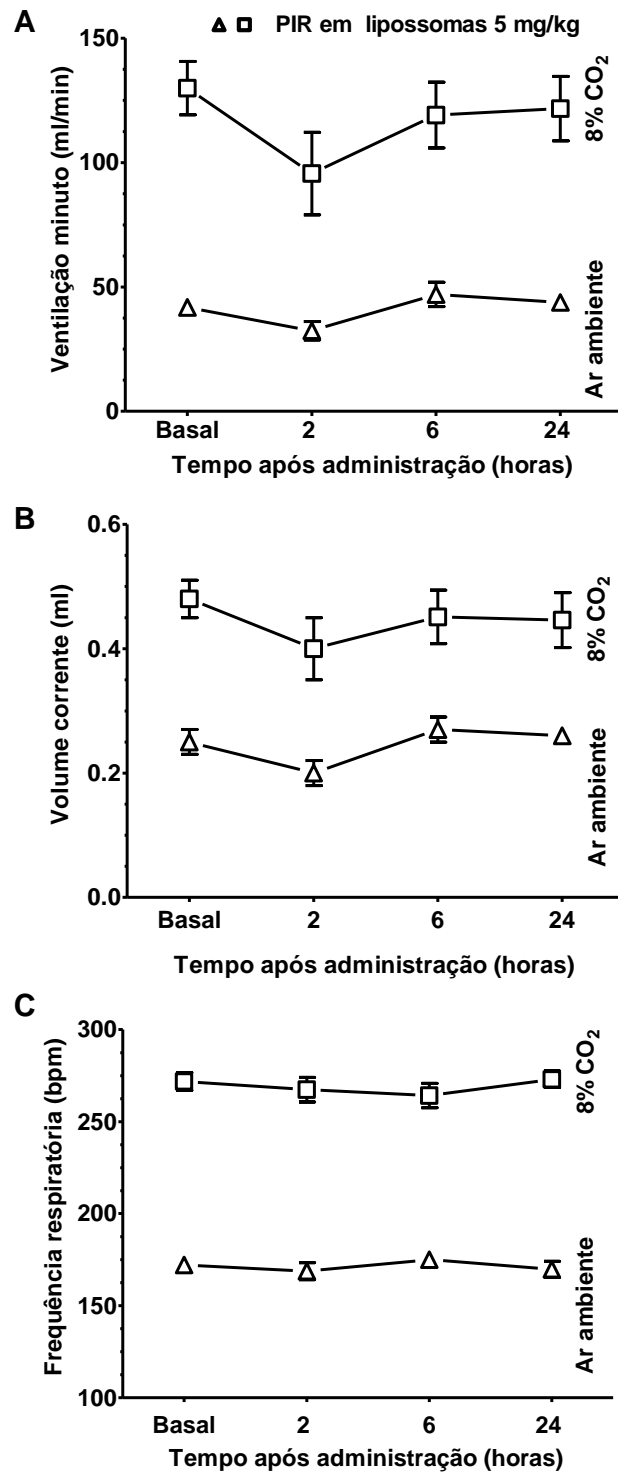 A
PIR em lipossomas 5 mg/kg
150
100
50
0
Ventilação minuto (ml/min)
8% CO2
Ar ambiente
Basal 2 6 24
Tempo após administração (horas)
B
0.6
0.4
0.2
0.0
Volume corrente (ml)
8% CO2
Ar ambiente
Basal 2 6 24
Tempo após administração (horas)
C
300
250
200
150
100
Frequência respiratória (bpm)
8% CO2
Ar ambiente
Basal 2 6 24
Tempo após administração (horas)